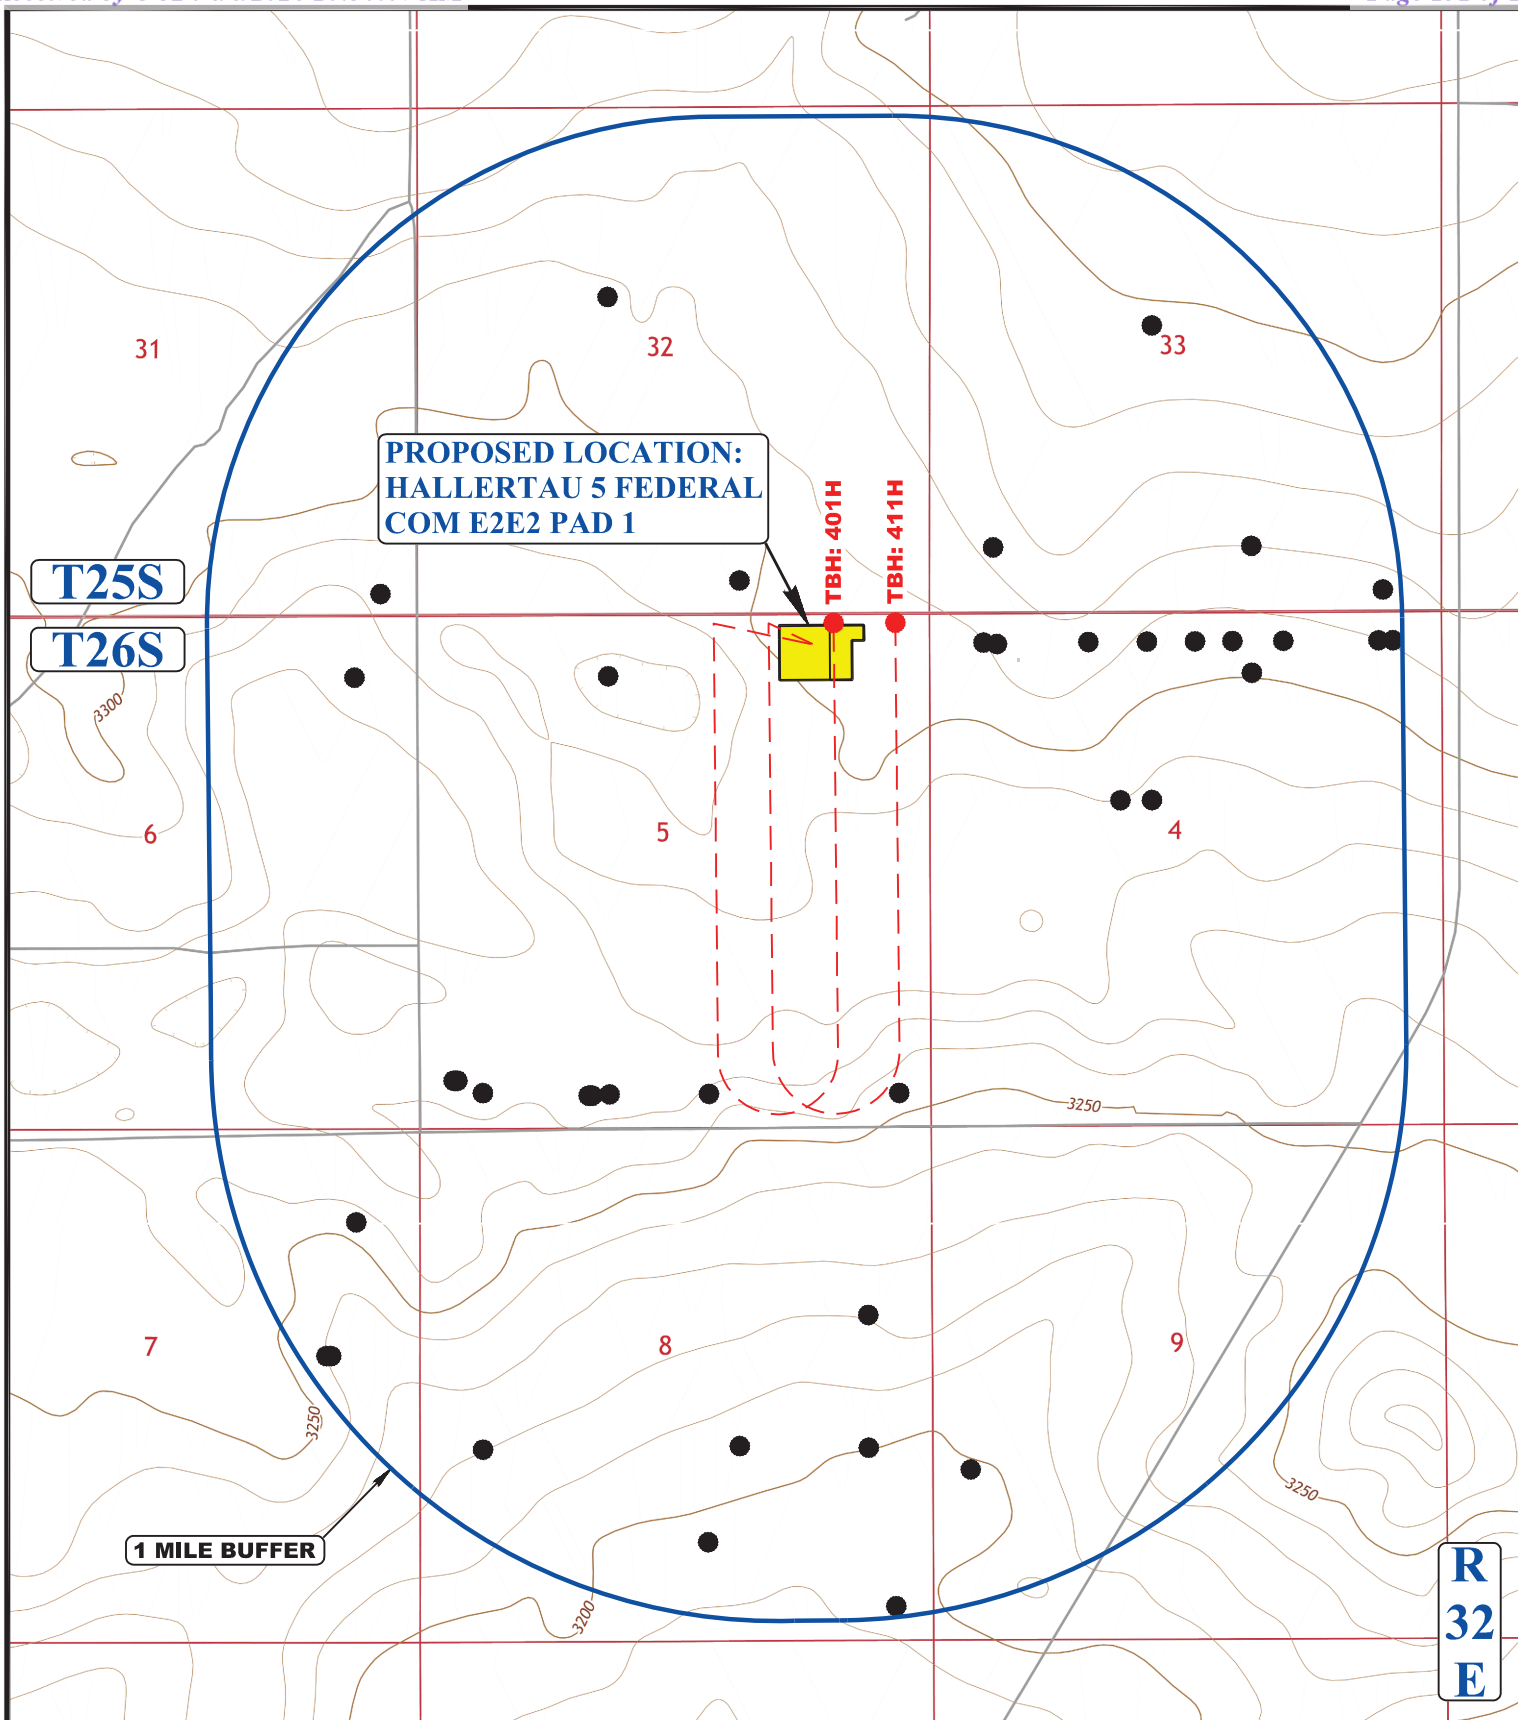 31
32
33
PROPOSED LOCATION:
HALLERTAU 5 FEDERAL
COM E2E2 PAD 1
TBH: 401H
TBH: 411H
T25S
T26S
3300
6
5
4
3250
7
8
9
3250
3250
1 MILE BUFFER
3200
R
32
E